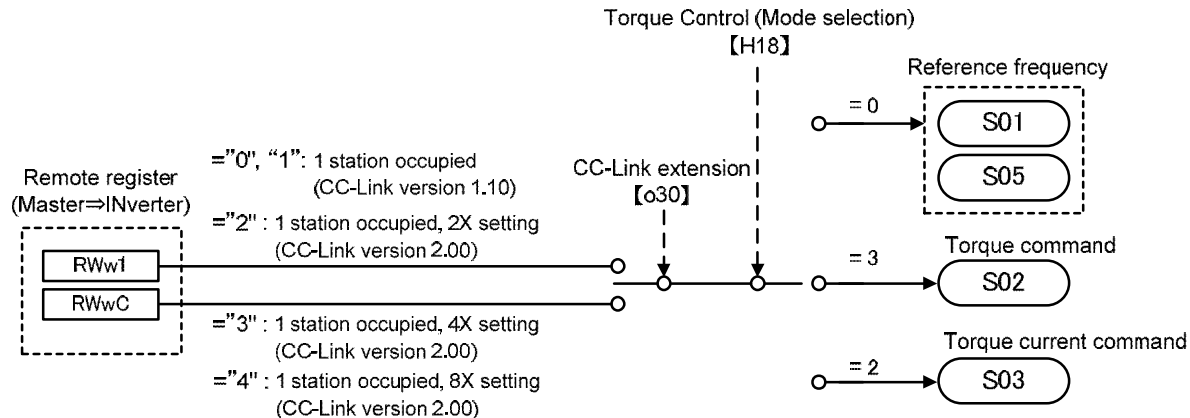 Torque Control (Mode selection)
【H18】
Reference frequency
= 0
S01
S05
="0", "1": 1 station occupied
(CC-Link version 1.10)
CC-Link extension
【o30】
Remote register
(Master⇒INverter)
="2" : 1 station occupied, 2X setting
(CC-Link version 2.00)
RWw1
RWwC
Torque command
= 3
S02
="3" : 1 station occupied, 4X setting
(CC-Link version 2.00)
="4" : 1 station occupied, 8X setting
(CC-Link version 2.00)
Torque current command
= 2
S03